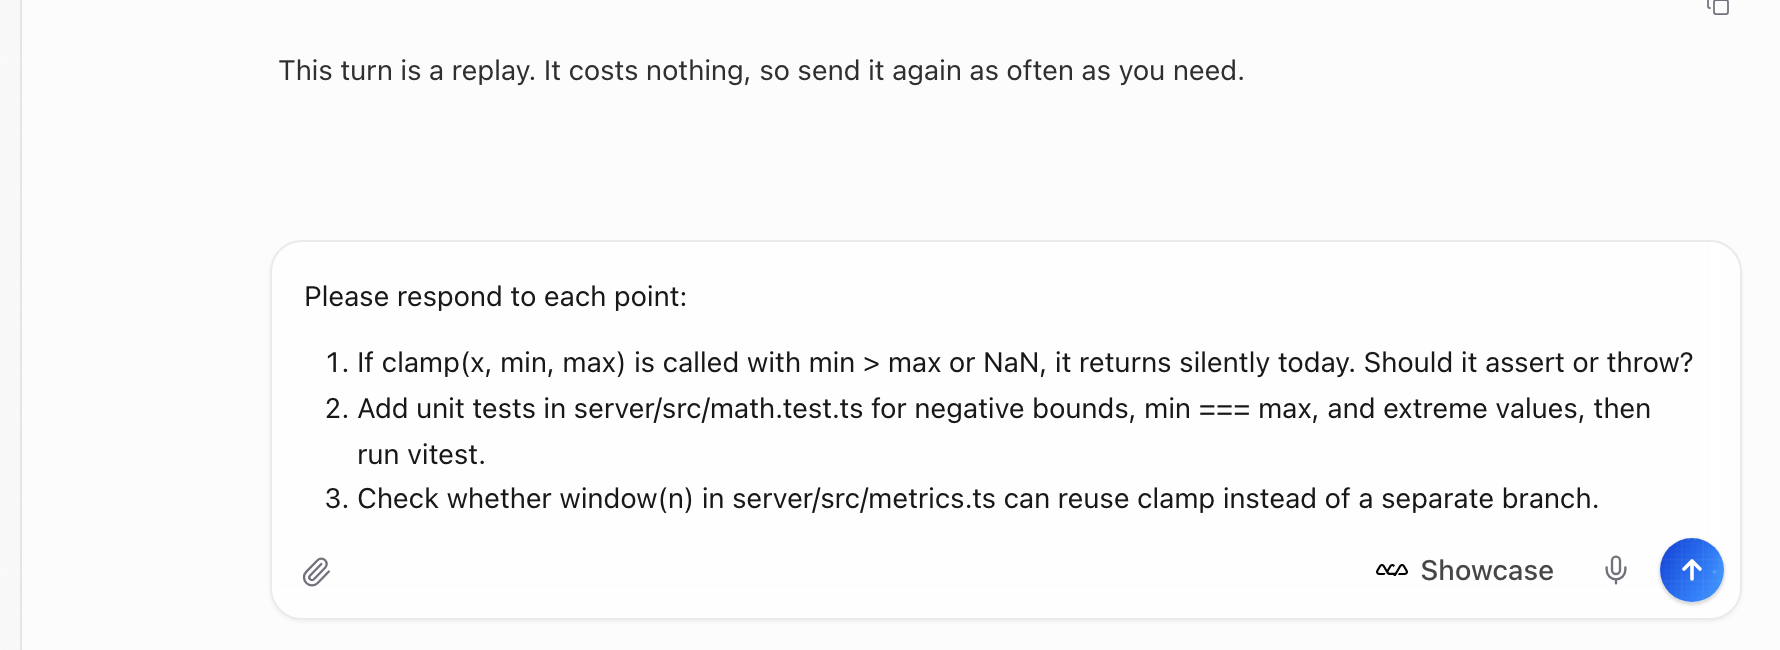 This turn is a replay. It costs nothing, so send it again as often as you need.
Please respond to each point:
1. If clamp(x, min, max) is called with min > max or NaN, it returns silently today. Should it assert or throw?
2. Add unit tests in server/src/math.test.ts for negative bounds, min === max, and extreme values, then
run vitest.
3. Check whether window(n) in server/src/metrics.ts can reuse clamp instead of a separate branch.
Showcase